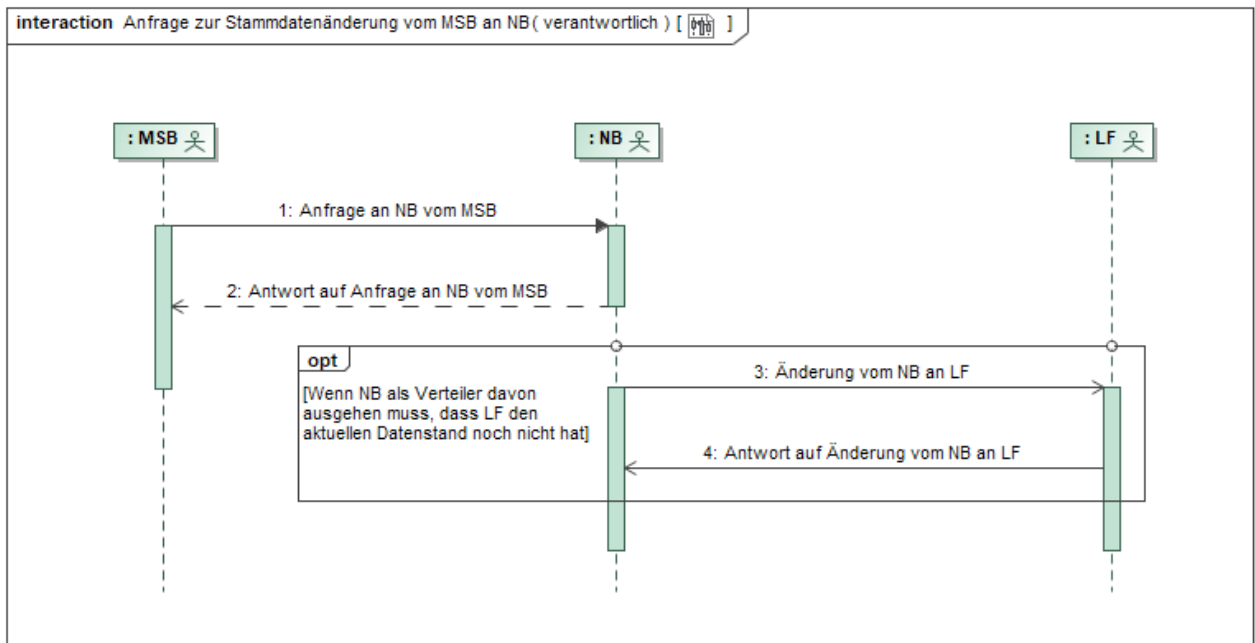 interaction Anfrage zur Stammdatenänderung vom MSB an NB( verantwortlich ) [ ]
: MSB
: NB
: LF
1: Anfrage an NB vom MSB
2: Antwort auf Anfrage an NB vom MSB
opt
3: Änderung vom NB an LF
[Wenn NB als Verteiler davon
ausgehen muss, dass LF den
aktuellen Datenstand noch nicht hat]
4: Antwort auf Änderung vom NB an LF